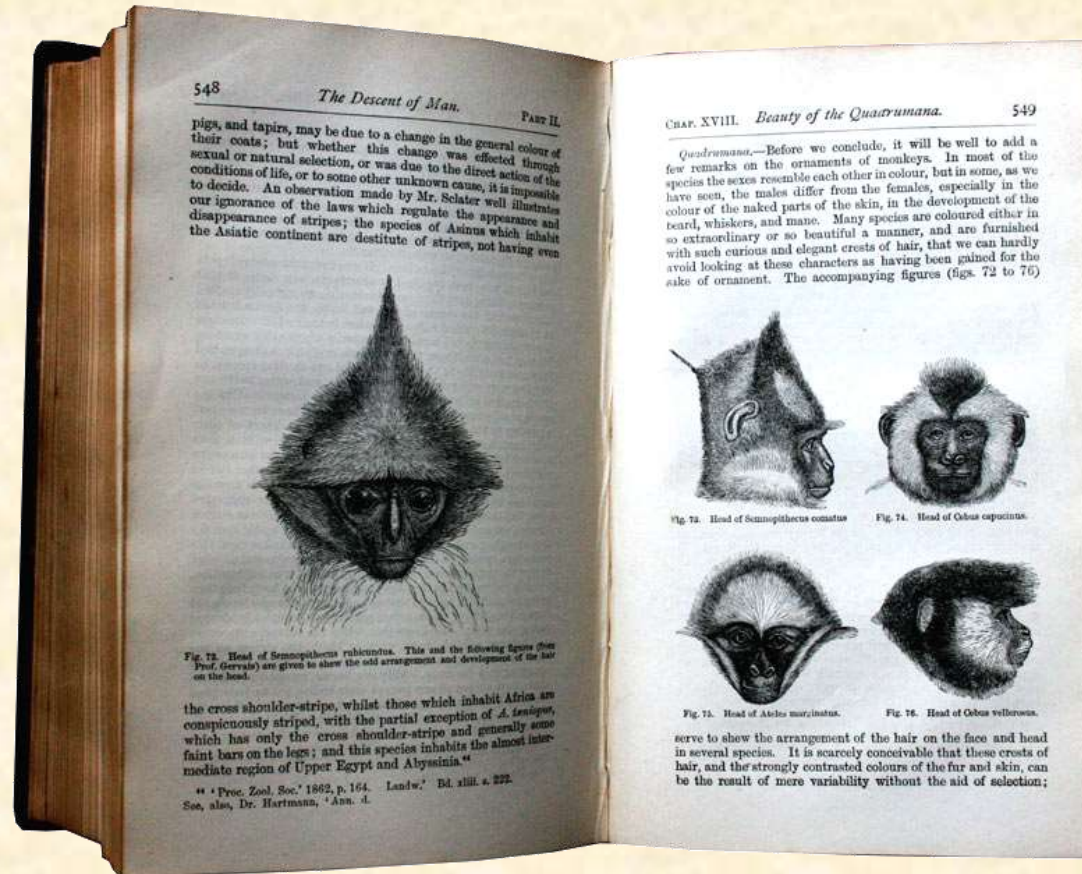 548
The Descent of Man.
PART II.
pigs, and tapirs, may be due to a change in the general colour of
their coats; but whether this change was effected through
sexual or natural selection, or was due to the direct action of the
conditions of life, or to some other unknown cause, it is impossible
to decide. An observation made by Mr. Sclater well illustrates
our ignorance of the laws which regulate the appearance and
disappearance of stripes; the species of Asinus which inhabit
the Asiatic continent are destitute of stripes, not having even
Fig. 72. Head of Semnopithecus rubicundus. This and the following figures (from
Prof. Gervais) are given to shew the odd arrangement and development of the hair
on the head.
the cross shoulder-stripe, whilst those which inhabit Africa are
conspicuously striped, with the partial exception of A. tæniopus,
which has only the cross shoulder-stripe and generally some
faint bars on the legs; and this species inhabits the almost inter-
mediate region of Upper Egypt and Abyssinia.⁴⁴
⁴⁴ ‘Proc. Zool. Soc.’ 1862, p. 164. Landw.’ Bd. xliii. s. 222.
See, also, Dr. Hartmann, ‘Ann. d.
CHAP. XVIII. Beauty of the Quadrumana. 549
Quadrumana.—Before we conclude, it will be well to add a
few remarks on the ornaments of monkeys. In most of the
species the sexes resemble each other in colour, but in some, as we
have seen, the males differ from the females, especially in the
colour of the naked parts of the skin, in the development of the
beard, whiskers, and mane. Many species are coloured either in
so extraordinary or so beautiful a manner, and are furnished
with such curious and elegant crests of hair, that we can hardly
avoid looking at these characters as having been gained for the
sake of ornament. The accompanying figures (figs. 72 to 76)
Fig. 73. Head of Semnopithecus comatus
Fig. 74. Head of Cebus capucinus.
Fig. 75. Head of Ateles marginatus.
Fig. 76. Head of Cebus vellerosus.
serve to shew the arrangement of the hair on the face and head
in several species. It is scarcely conceivable that these crests of
hair, and the strongly contrasted colours of the fur and skin, can
be the result of mere variability without the aid of selection;